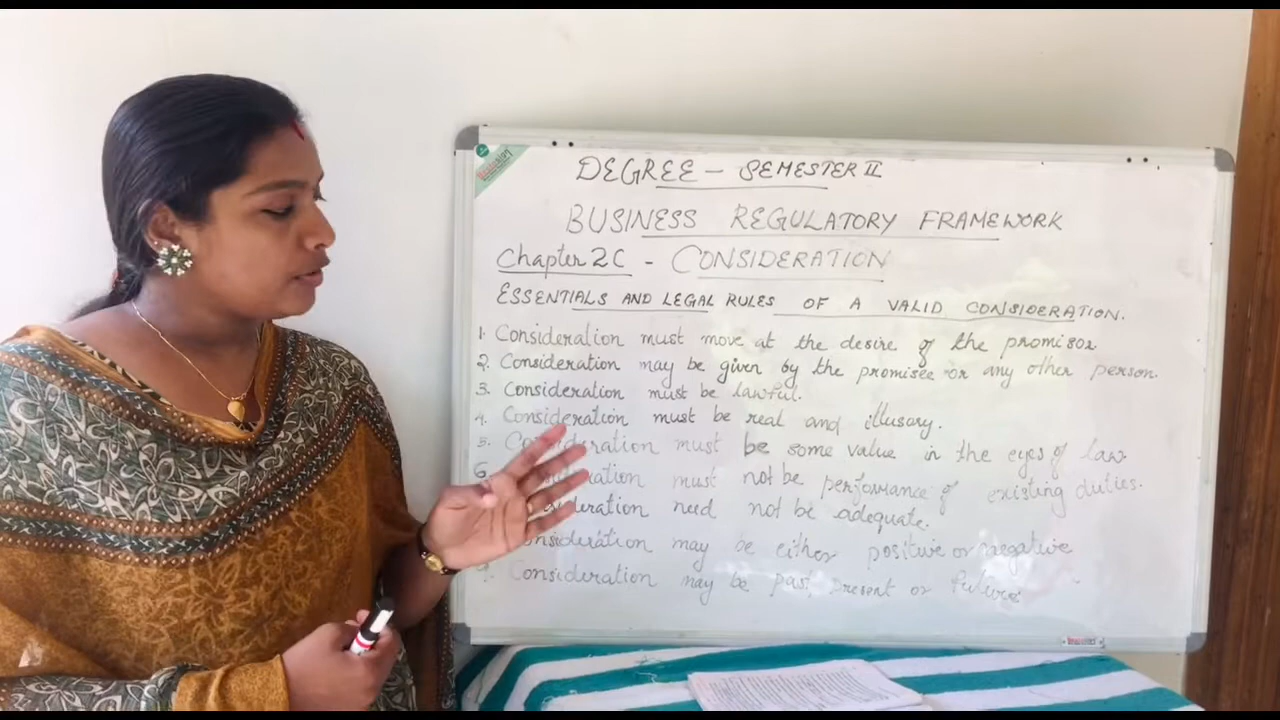 DEGREE - SEMESTER II
BUSINESS REGULATORY FRAMEWORK
Chapter 2C - CONSIDERATION
ESSENTIALS AND LEGAL RULES OF A VALID CONSIDERATION.
1. Consideration must move at the desire of the promisor
2. Consideration may be given by the promisee or any other person.
3. Consideration must be lawful.
4. Consideration must be real and illusary.
5. Consideration must be some value in the eyes of law.
6. must not be performance of existing duties.
need not be adequate.
may be either positive or negative
9. Consideration may be past, present or future